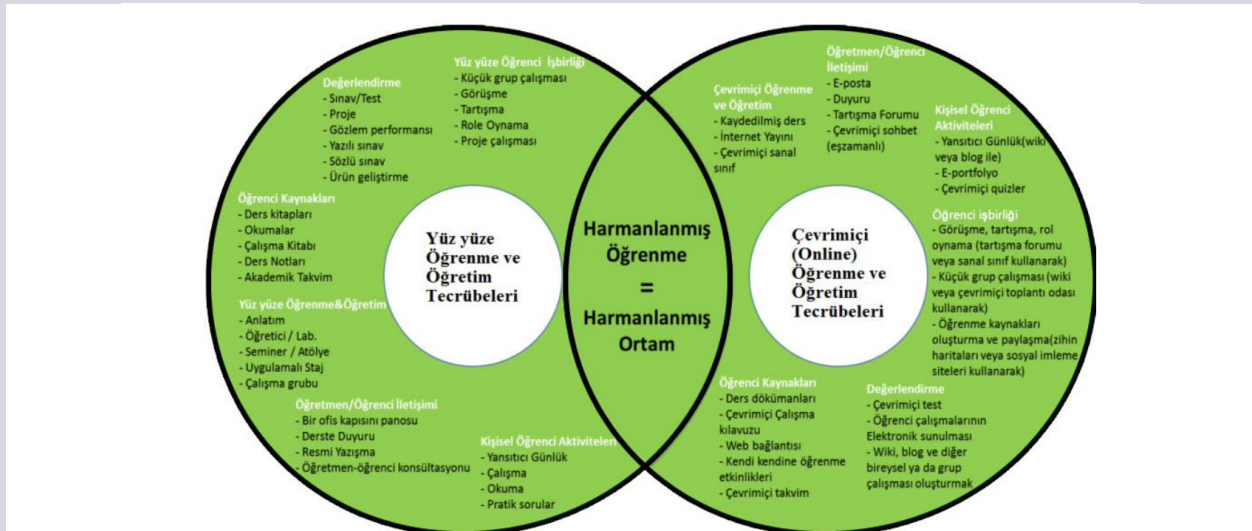 Değerlendirme
- Sınav/Test
- Proje
- Gözlem performansı
- Yazılı sınav
- Sözlü sınav
- Ürün geliştirme
Yüz yüze Öğrenci İşbirliği
- Küçük grup çalışması
- Görüşme
- Tartışma
- Role Oynama
- Proje çalışması
Öğrenci Kaynakları
- Ders kitapları
- Okumalar
- Çalışma Kitabı
- Ders Notları
- Akademik Takvim
Yüz yüze Öğrenme&Öğretim
- Anlatım
- Öğretici / Lab.
- Seminer / Atölye
- Uygulamalı Staj
- Çalışma grubu
Öğretmen/Öğrenci İletişimi
- Bir ofis kapısını panosu
- Derste Duyuru
- Resmi Yazışma
- Öğretmen-öğrenci konsültasyonu
Kişisel Öğrenci Aktiviteleri
- Yansıtıcı Günlük
- Çalışma
- Okuma
- Pratik sorular
Yüz yüze
Öğrenme ve
Öğretim
Tecrübeleri
Harmanlanmış
Öğrenme
=
Harmanlanmış
Ortam
Çevrimiçi
(Online)
Öğrenme ve
Öğretim
Tecrübeleri
Çevrimiçi Öğrenme
ve Öğretim
- Kaydedilmiş ders
- İnternet Yayını
- Çevrimiçi sanal
sınıf
Öğretmen/Öğrenci
İletişimi
- E-posta
- Duyuru
- Tartışma Forumu
- Çevrimiçi sohbet
(eşzamanlı)
Kişisel Öğrenci
Aktiviteleri
- Yansıtıcı Günlük(wiki
veya blog ile)
- E-portfolyo
- Çevrimiçi quizler
Öğrenci işbirliği
- Görüşme, tartışma, rol
oynama (tartışma forumu
veya sanal sınıf kullanarak)
- Küçük grup çalışması (wiki
veya çevrimiçi toplantı odası
kullanarak)
- Öğrenme kaynakları
oluşturma ve paylaşma(zihin
haritaları veya sosyal imleme
siteleri kullanarak)
Öğrenci Kaynakları
- Ders dökümanları
- Çevrimiçi Çalışma
kılavuzu
- Web bağlantısı
- Kendi kendine öğrenme
etkinlikleri
- Çevrimiçi takvim
Değerlendirme
- Çevrimiçi test
- Öğrenci çalışmalarının
Elektronik sunulması
- Wiki, blog ve diğer
bireysel ya da grup
çalışması oluşturmak